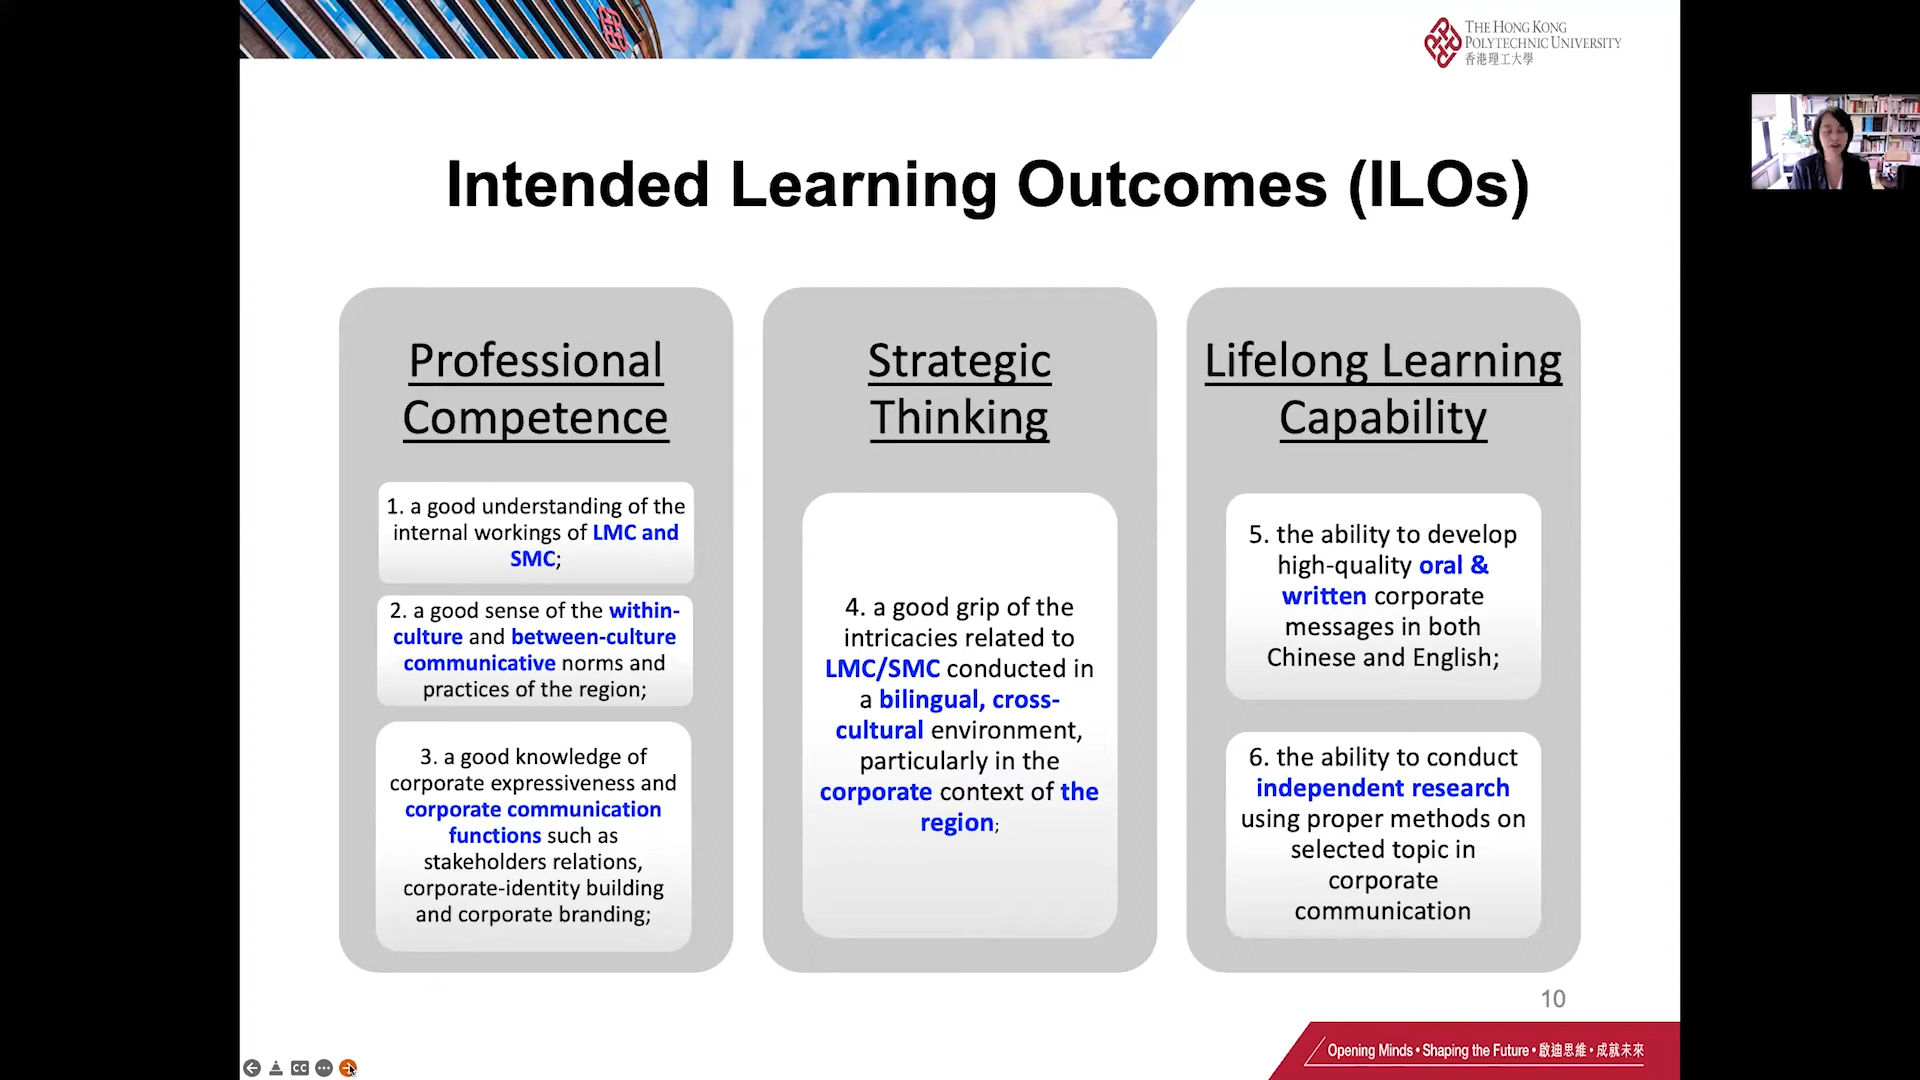 THE HONG KONG
POLYTECHNIC UNIVERSITY
香港理工大學
Intended Learning Outcomes (ILOs)
Professional
Competence
1. a good understanding of the
internal workings of LMC and
SMC;
2. a good sense of the within-
culture and between-culture
communicative norms and
practices of the region;
3. a good knowledge of
corporate expressiveness and
corporate communication
functions such as
stakeholders relations,
corporate-identity building
and corporate branding;
Strategic
Thinking
4. a good grip of the
intricacies related to
LMC/SMC conducted in
a bilingual, cross-
cultural environment,
particularly in the
corporate context of the
region;
Lifelong Learning
Capability
5. the ability to develop
high-quality oral &
written corporate
messages in both
Chinese and English;
6. the ability to conduct
independent research
using proper methods on
selected topic in
corporate
communication
10
Opening Minds • Shaping the Future • 啟迪思維 • 成就未來
CC